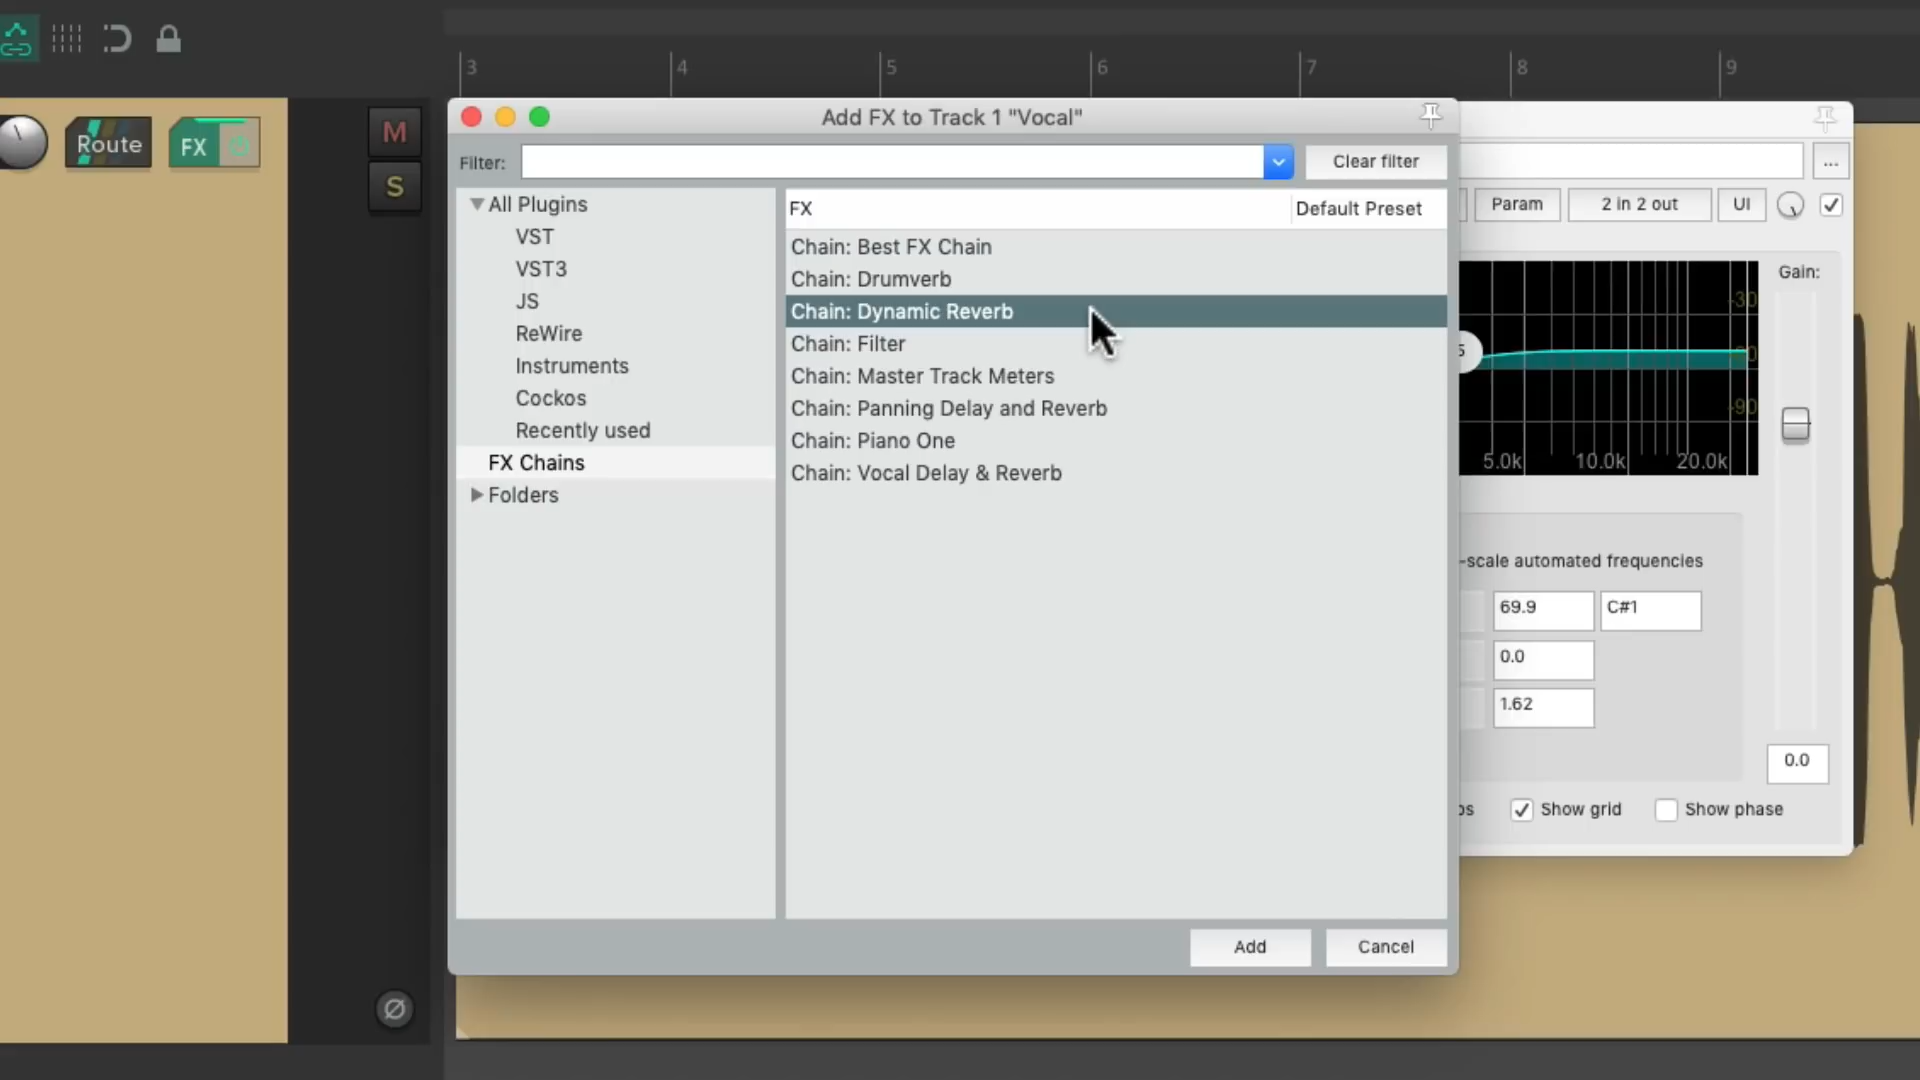 3
4
5
6
7
8
9
Route
FX
M
S
Add FX to Track 1 "Vocal"
Filter:
Clear filter
All Plugins
VST
VST3
JS
ReWire
Instruments
Cockos
Recently used
FX Chains
Folders
FX
Default Preset
Chain: Best FX Chain
Chain: Drumverb
Chain: Dynamic Reverb
Chain: Filter
Chain: Master Track Meters
Chain: Panning Delay and Reverb
Chain: Piano One
Chain: Vocal Delay & Reverb
Add
Cancel
...
Param
2 in 2 out
UI
Gain:
-30
5
-90
5.0k
10.0k
20.0k
-scale automated frequencies
69.9
C#1
0.0
1.62
0.0
Show grid
Show phase